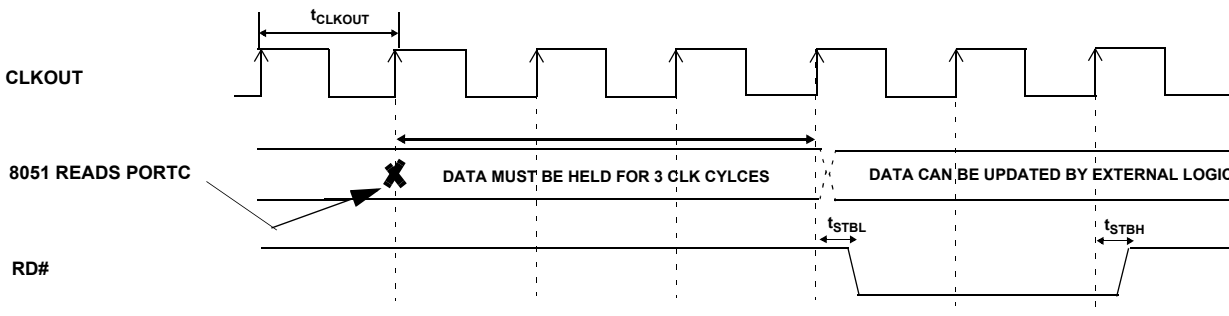 tCLKOUT
CLKOUT
8051 READS PORTC
DATA MUST BE HELD FOR 3 CLK CYLCES
DATA CAN BE UPDATED BY EXTERNAL LOGIC
tSTBL
tSTBH
RD#